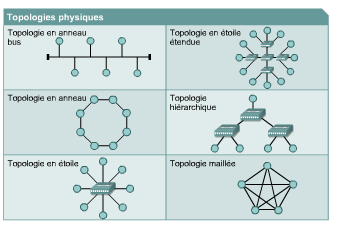 Topologies physiques
Topologie en anneau
bus
Topologie en étoile
étendue
Topologie en anneau
Topologie
hiérarchique
Topologie en étoile
Topologie maillée